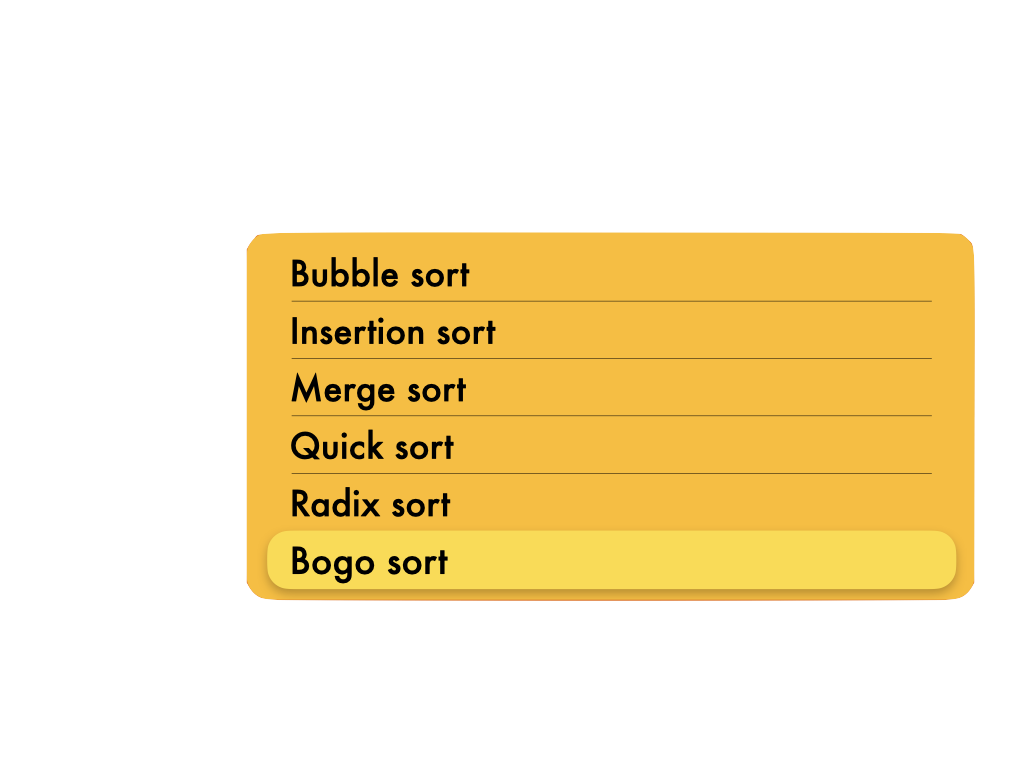 Bubble sort
Insertion sort
Merge sort
Quick sort
Radix sort
Bogo sort